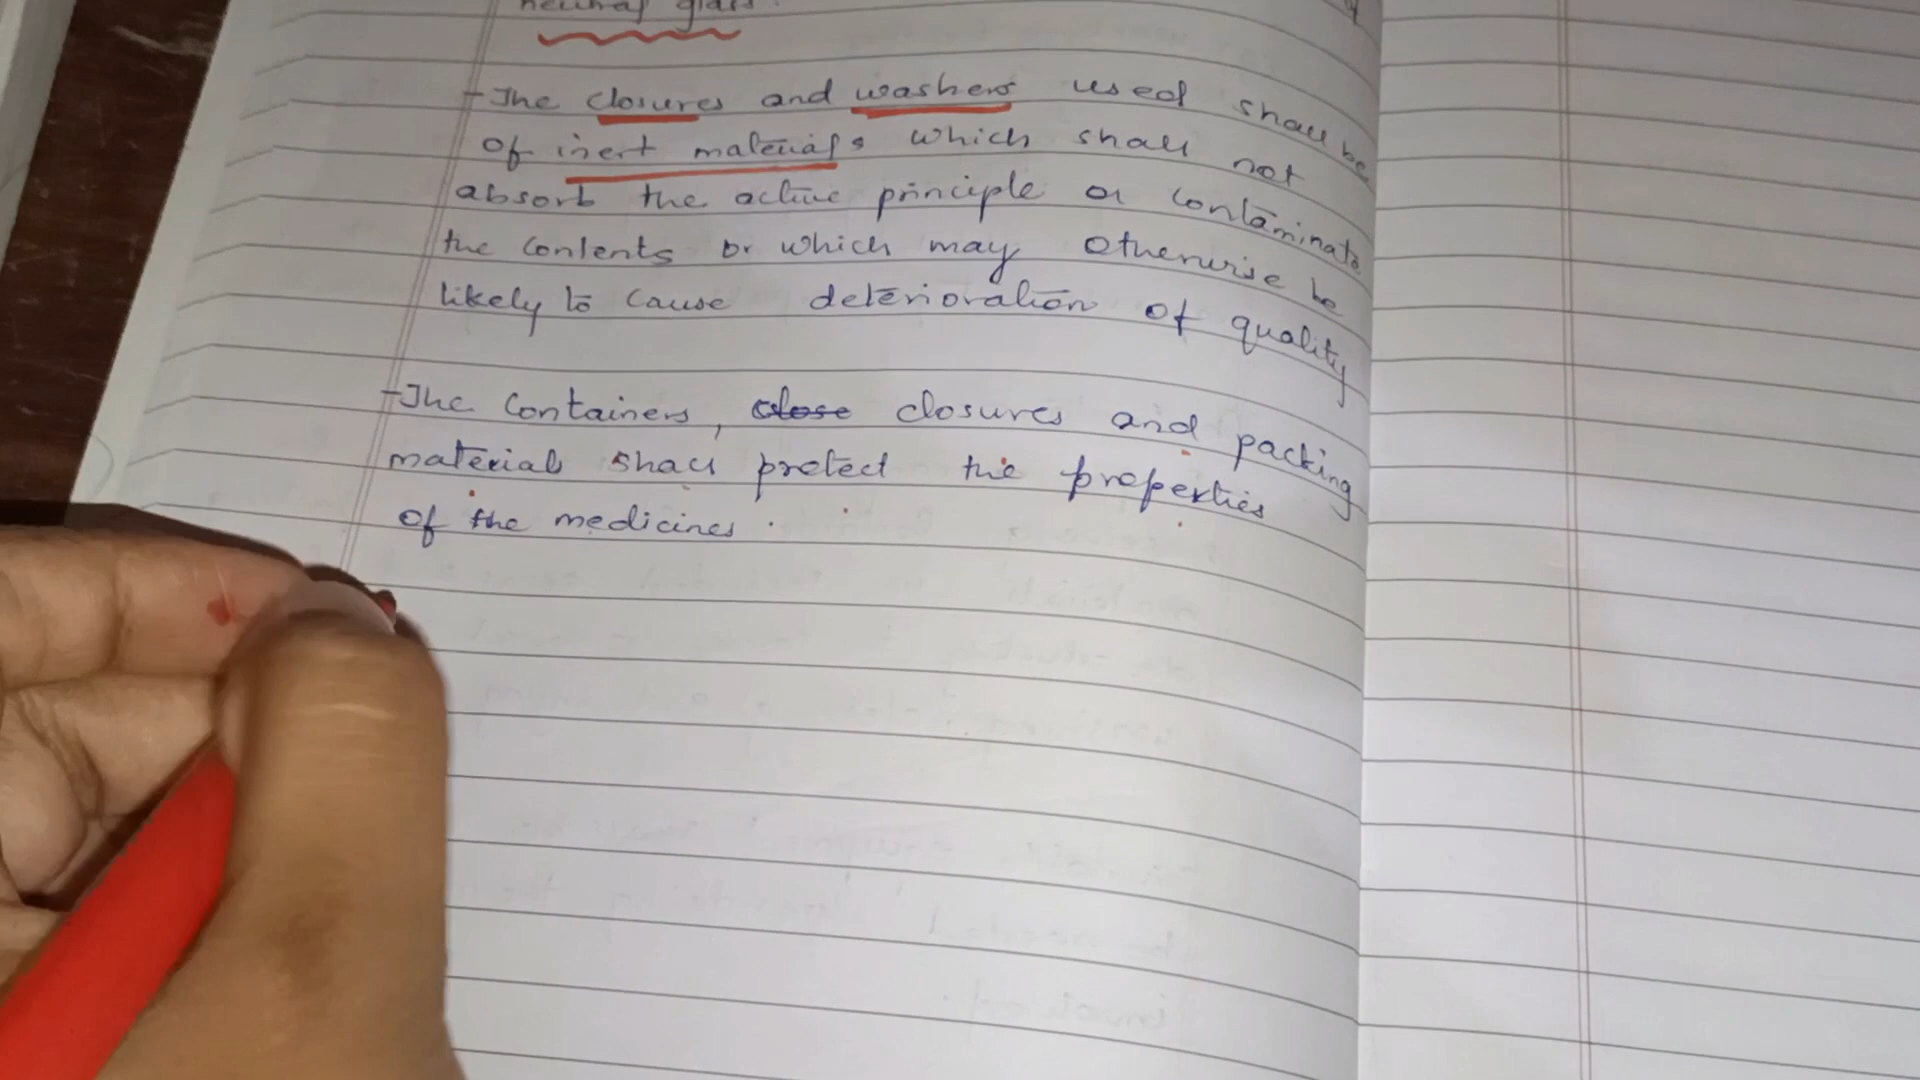 neutral glass.
- The closures and washers used shall be
of inert materials which shall not
absorb the active principle or contaminate
the contents or which may otherwise be
likely to cause deterioration of quality
- The containers, close closures and packing
material shall protect the properties
of the medicines.